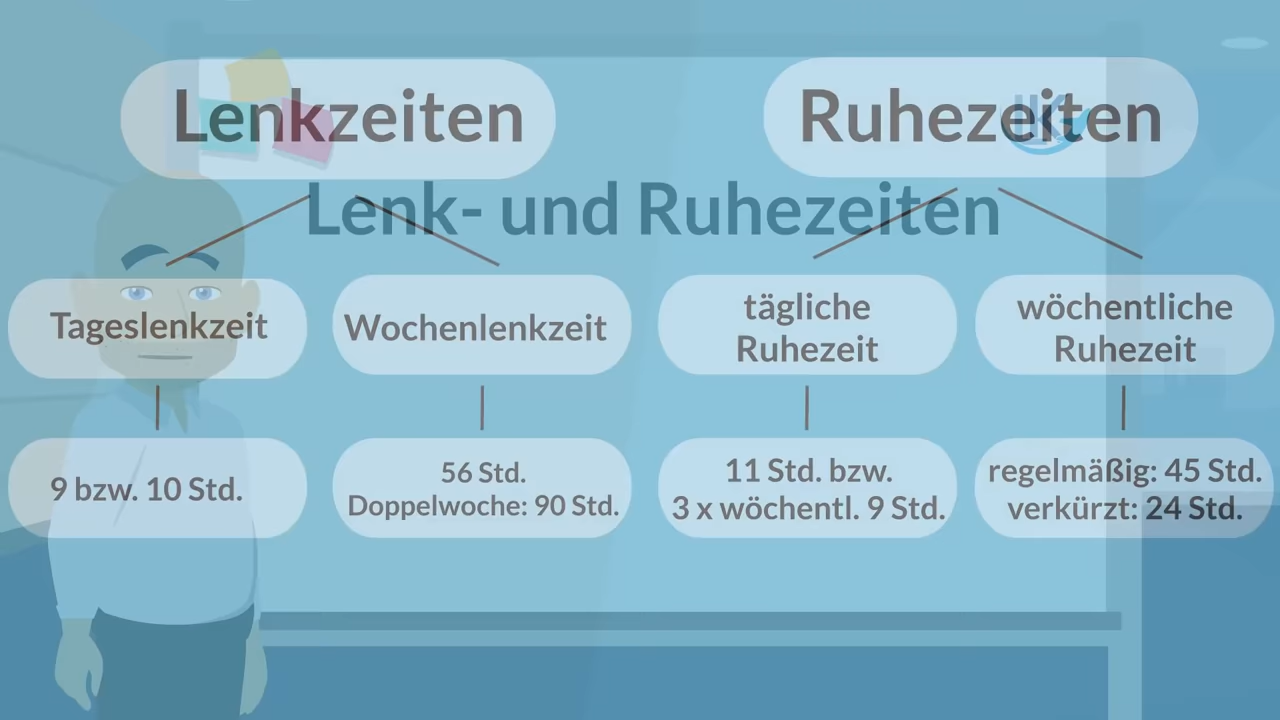 Lenkzeiten
Ruhezeiten
Lenk- und Ruhezeiten
Tageslenkzeit
Wochenlenkzeit
tägliche
Ruhezeit
wöchentliche
Ruhezeit
9 bzw. 10 Std.
56 Std.
Doppelwoche: 90 Std.
11 Std. bzw.
3 x wöchentl. 9 Std.
regelmäßig: 45 Std.
verkürzt: 24 Std.